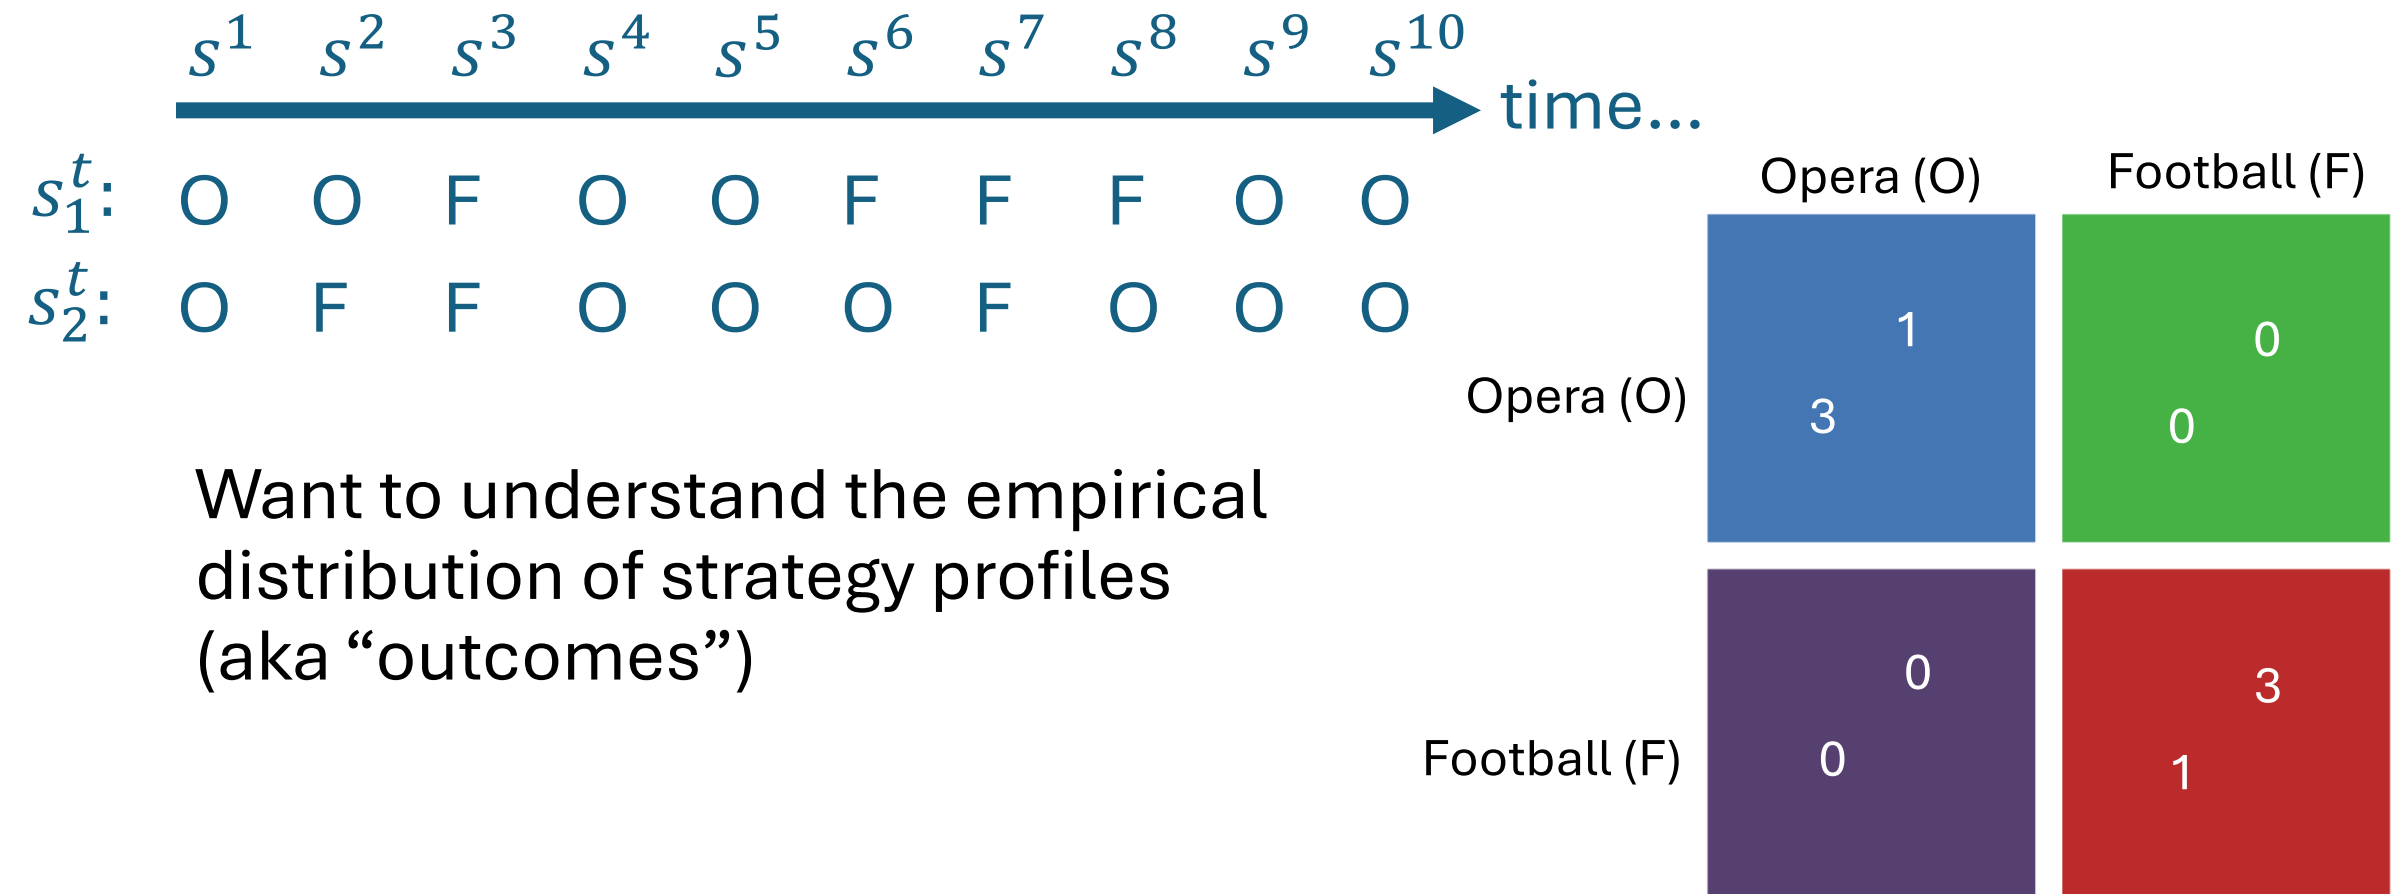 s¹ s² s³ s⁴ s⁵ s⁶ s⁷ s⁸ s⁹ s¹⁰
time...
s₁ᵗ: O O F O O F F F O O
s₂ᵗ: O F F O O O F O O O
Want to understand the empirical
distribution of strategy profiles
(aka “outcomes”)
Opera (O) Football (F)
Opera (O)
1
3
0
0
Football (F)
0
0
3
1